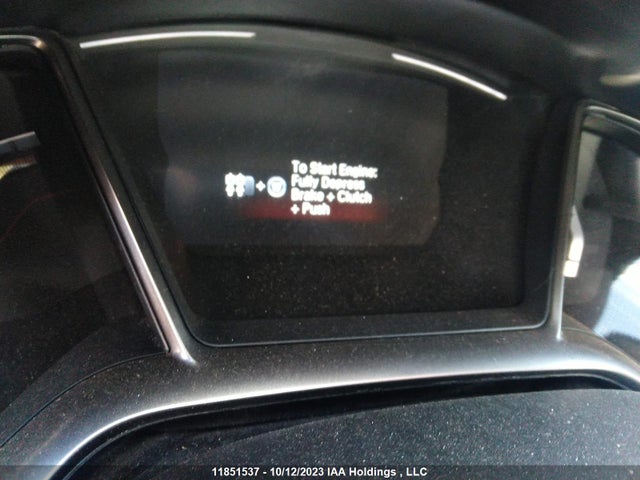 To Start Engine:
Fully Depress
Brake + Clutch
+ Push
11851537 - 10/12/2023 IAA Holdings , LLC